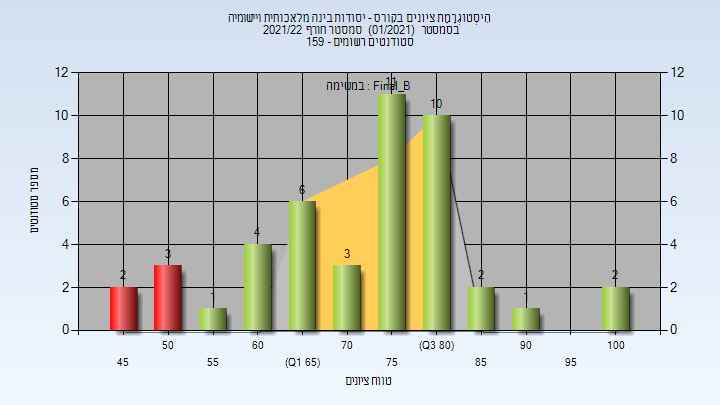 הִיסְטוֹגְרַמַת ציונים בקורס - יסודות בינה מלאכותית ויישומיה
בסמסטר (01/2021) סמסטר חורף 2021/22
סטודנטים רשומים - 159
במשימה : Final_B
מספר סטודנטים
12 12
10 10
8 8
6 6
4 4
2 2
0 0
2 3 1 4 6 3 11 10 2 1 2
50 60 70 (Q3 80) 90 100
45 55 (Q1 65) 75 85 95
טווח ציונים